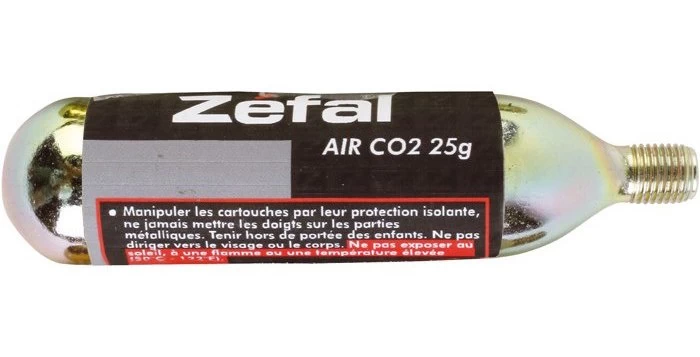 Zéfal
AIR CO2 25g
• Manipuler les cartouches par leur protection isolante,
ne jamais mettre les doigts sur les parties
métalliques. Tenir hors de portée des enfants. Ne pas
diriger vers le visage ou le corps. Ne pas exposer au
soleil, à une flamme ou une température élevée
(50°C - 122°F).